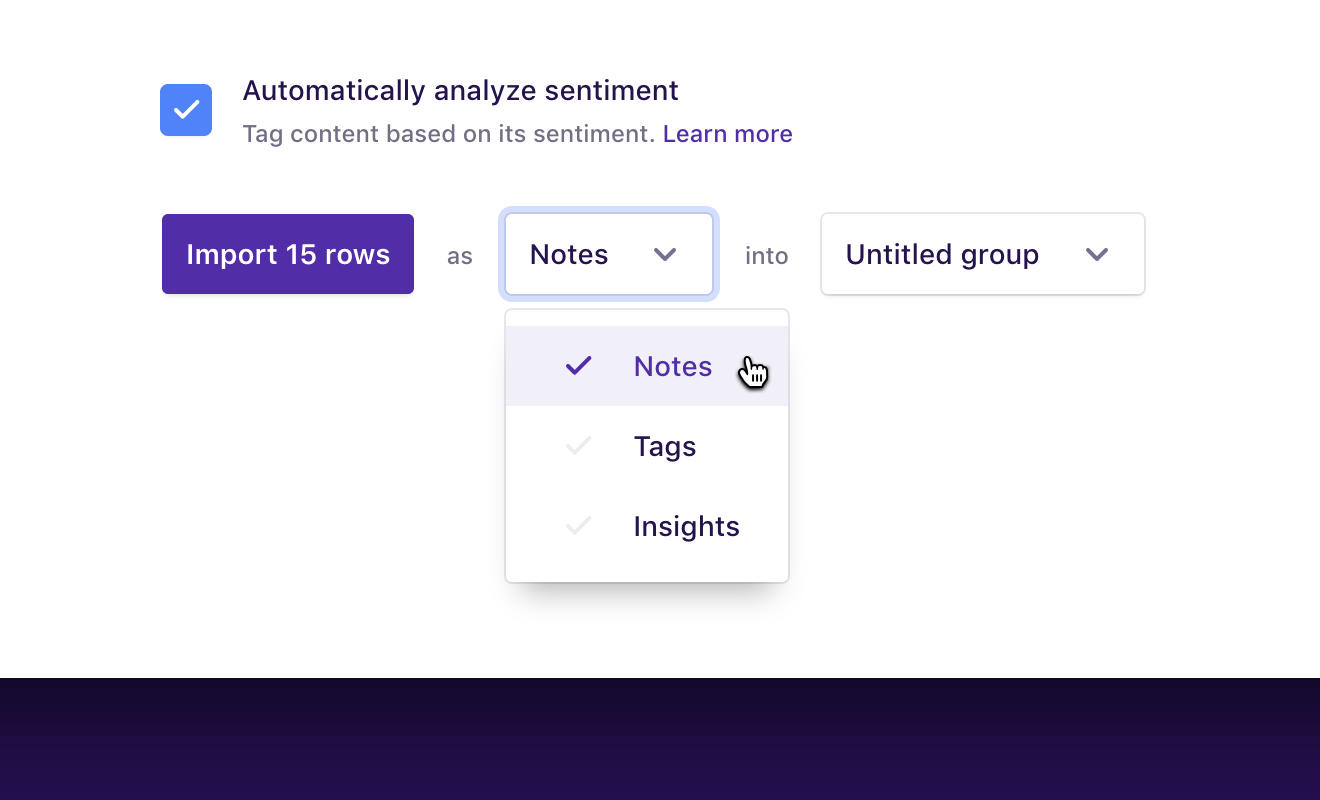 Automatically analyze sentiment
Tag content based on its sentiment. Learn more
Import 15 rows as Notes into Untitled group
Notes
Tags
Insights